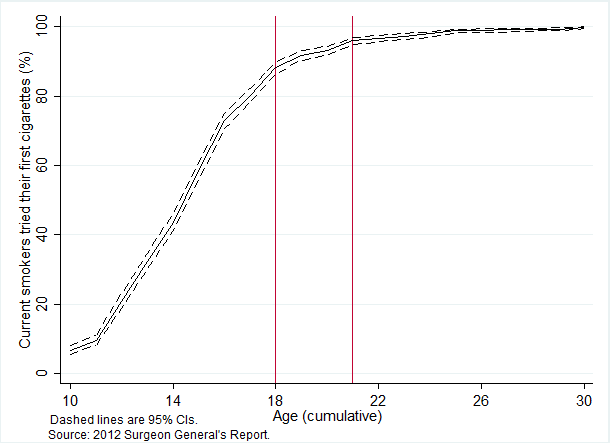 Current smokers tried their first cigarettes (%)
100
80
60
40
20
0
10 14 18 22 26 30
Age (cumulative)
Dashed lines are 95% CIs.
Source: 2012 Surgeon General's Report.